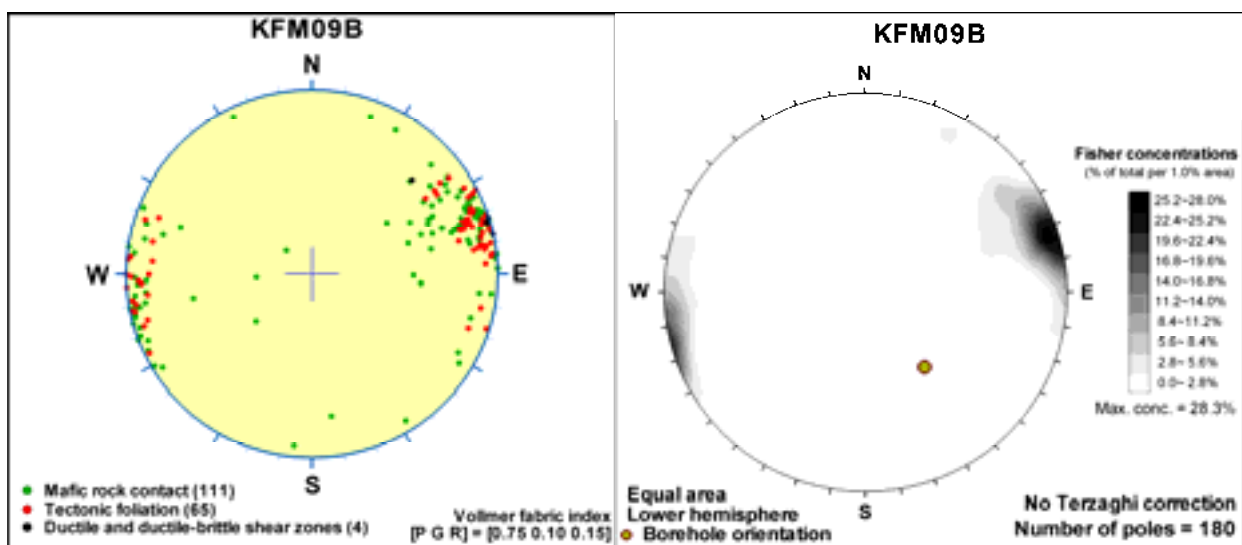 KFM09B
N
W
E
S
Mafic rock contact (111)
Tectonic foliation (65)
Ductile and ductile-brittle shear zones (4)
Vollmer fabric index
[P G R] = [0.75 0.10 0.15]
KFM09B
N
W
E
S
Fisher concentrations
(% of total per 1.0% area)
25.2~28.0%
22.4~25.2%
19.6~22.4%
16.8~19.6%
14.0~16.8%
11.2~14.0%
8.4~11.2%
5.6~8.4%
2.8~5.6%
0.0~2.8%
Max. conc. = 28.3%
Equal area
Lower hemisphere
Borehole orientation
No Terzaghi correction
Number of poles = 180